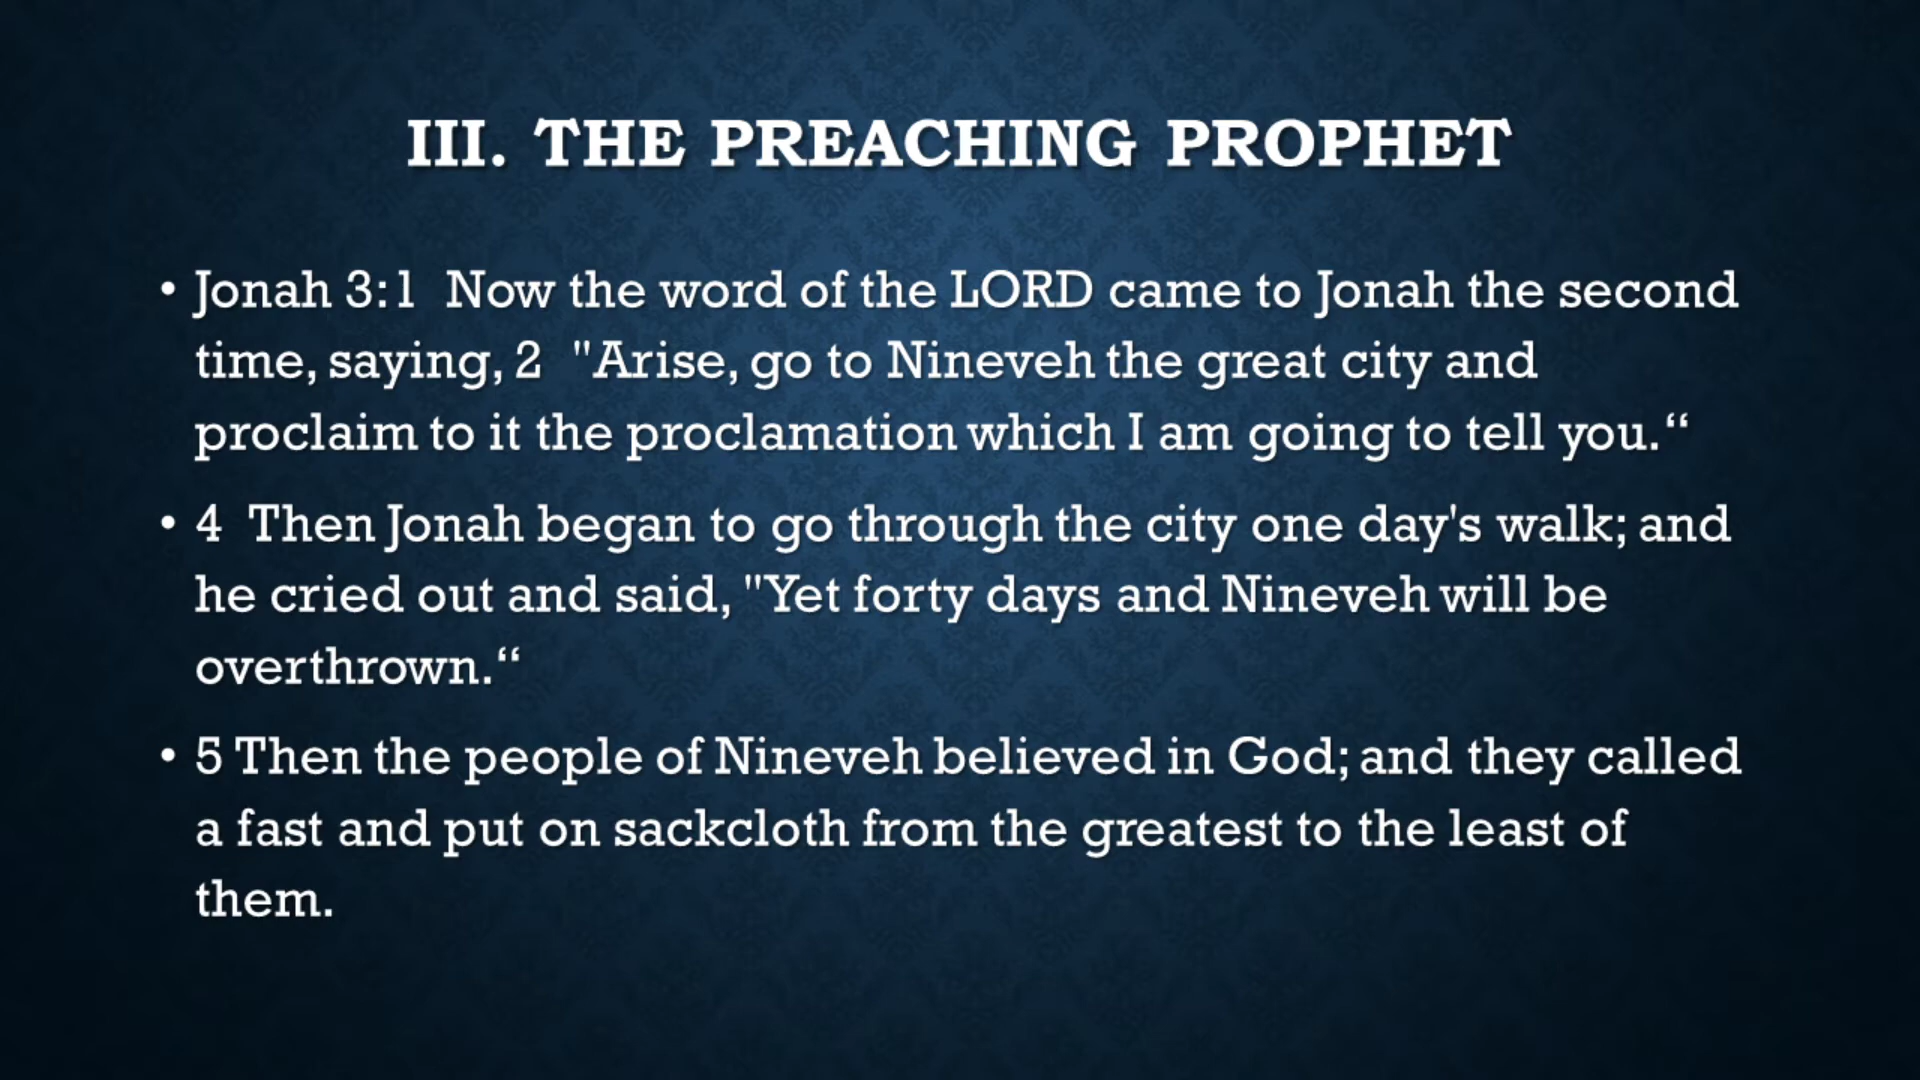 III. THE PREACHING PROPHET
• Jonah 3:1  Now the word of the LORD came to Jonah the second
time, saying, 2  "Arise, go to Nineveh the great city and
proclaim to it the proclamation which I am going to tell you.“
• 4  Then Jonah began to go through the city one day's walk; and
he cried out and said, "Yet forty days and Nineveh will be
overthrown.“
• 5 Then the people of Nineveh believed in God; and they called
a fast and put on sackcloth from the greatest to the least of
them.